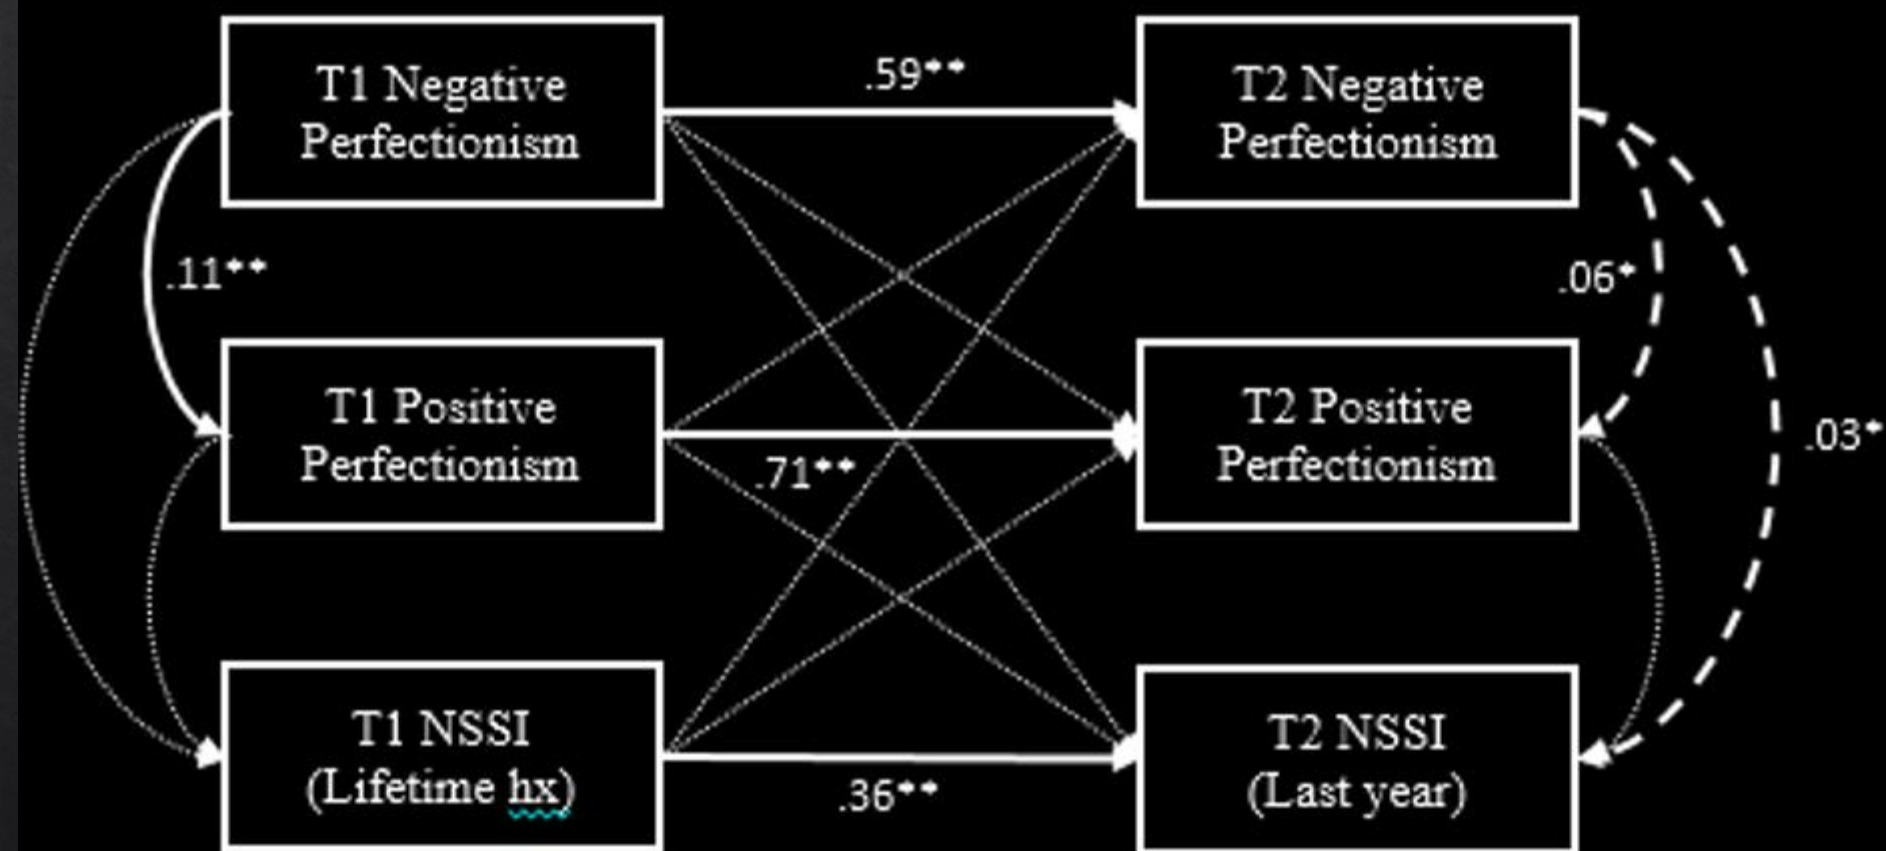 T1 Negative
Perfectionism
.59**
T2 Negative
Perfectionism
.11**
.06*
T1 Positive
Perfectionism
.71**
T2 Positive
Perfectionism
.03*
T1 NSSI
(Lifetime hx)
.36**
T2 NSSI
(Last year)